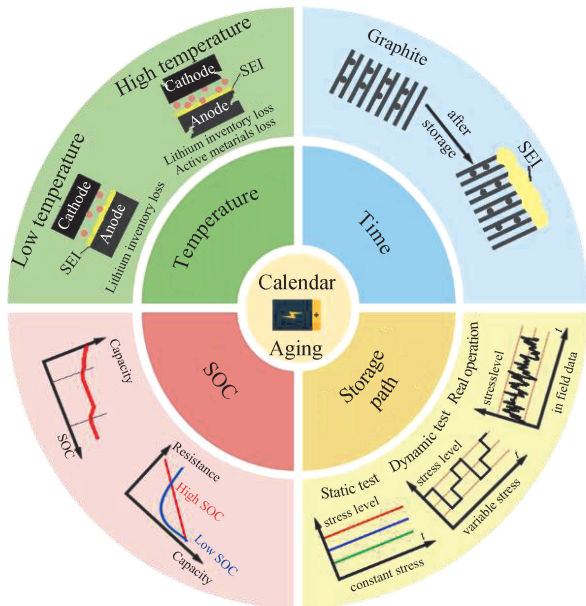 High temperature
Cathode
SEI
Anode
Lithium inventory loss
Active metarials loss
Low temperature
Cathode
Anode
SEI
Lithium inventory loss
Temperature
Graphite
after
storage
SEI
Time
Calendar
Aging
SOC
Capacity
SOC
Resistance
High SOC
Low SOC
Capacity
Storage
path
Static test
stress level
t
constant stress
Dynamic test
stress level
t
variable stress
Real operation
stresslevel
t
in field data